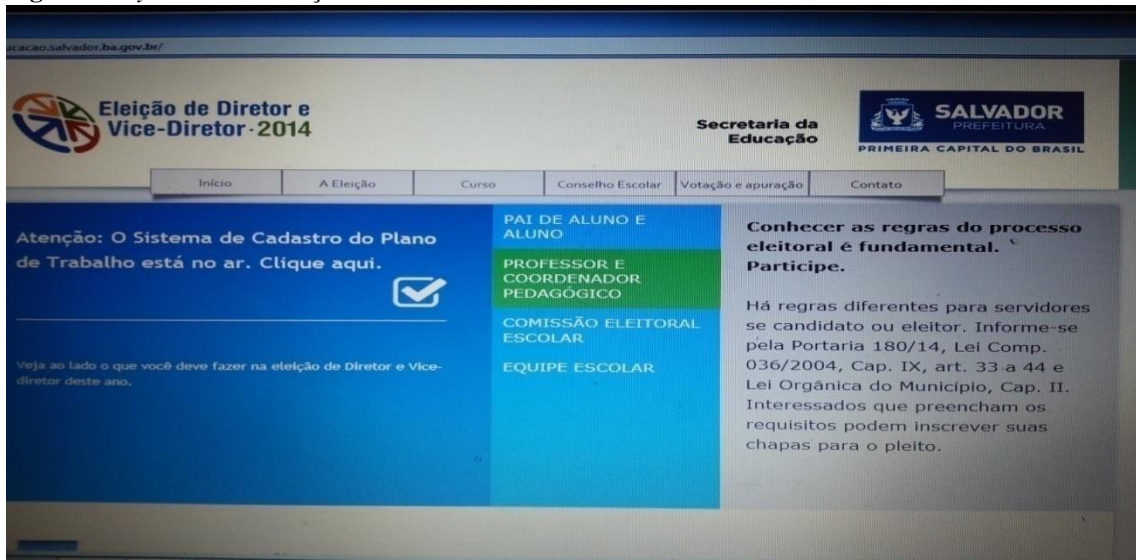 ucacao.salvador.ba.gov.br/
Eleição de Diretor e
Vice-Diretor·2014
Secretaria da
Educação
SALVADOR
PREFEITURA
PRIMEIRA CAPITAL DO BRASIL
Início
A Eleição
Curso
Conselho Escolar
Votação e apuração
Contato
Atenção: O Sistema de Cadastro do Plano
de Trabalho está no ar. Clique aqui.
Veja ao lado o que você deve fazer na eleição de Diretor e Vice-
diretor deste ano.
PAI DE ALUNO E
ALUNO
PROFESSOR E
COORDENADOR
PEDAGÓGICO
COMISSÃO ELEITORAL
ESCOLAR
EQUIPE ESCOLAR
Conhecer as regras do processo
eleitoral é fundamental.
Participe.
Há regras diferentes para servidores
se candidato ou eleitor. Informe-se
pela Portaria 180/14, Lei Comp.
036/2004, Cap. IX, art. 33 a 44 e
Lei Orgânica do Município, Cap. II.
Interessados que preencham os
requisitos podem inscrever suas
chapas para o pleito.